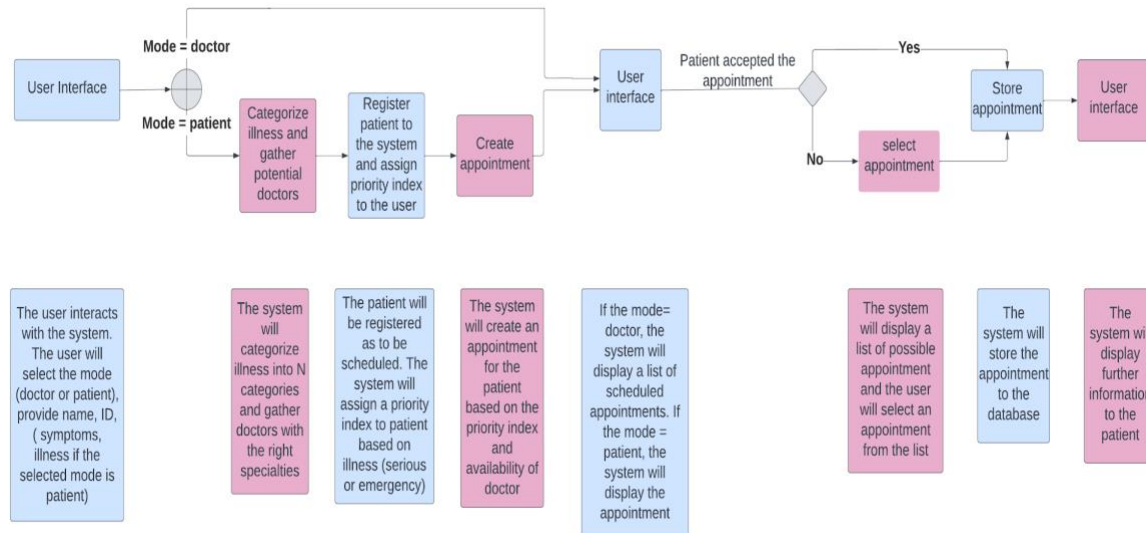 Mode = doctor
User Interface
Mode = patient
Categorize
illness and
gather
potential
doctors
Register
patient to
the system
and assign
priority index
to the user
Create
appointment
User
interface
Patient accepted the
appointment
Yes
No
select
appointment
Store
appointment
User
interface
The user interacts
with the system.
The user will
select the mode
(doctor or patient),
provide name, ID,
( symptoms,
illness if the
selected mode is
patient)
The system
will
categorize
illness into N
categories
and gather
doctors with
the right
specialties
The patient will
be registered
as to be
scheduled. The
system will
assign a priority
index to patient
based on
illness (serious
or emergency)
The system
will create an
appointment
for the
patient
based on the
priority index
and
availability of
doctor
If the mode=
doctor, the
system will
display a list of
scheduled
appointments. If
the mode =
patient, the
system will
display the
appointment
The system
will display a
list of possible
appointment
and the user
will select an
appointment
from the list
The
system will
store the
appointment
to the
database
The
system will
display
further
information
to the
patient